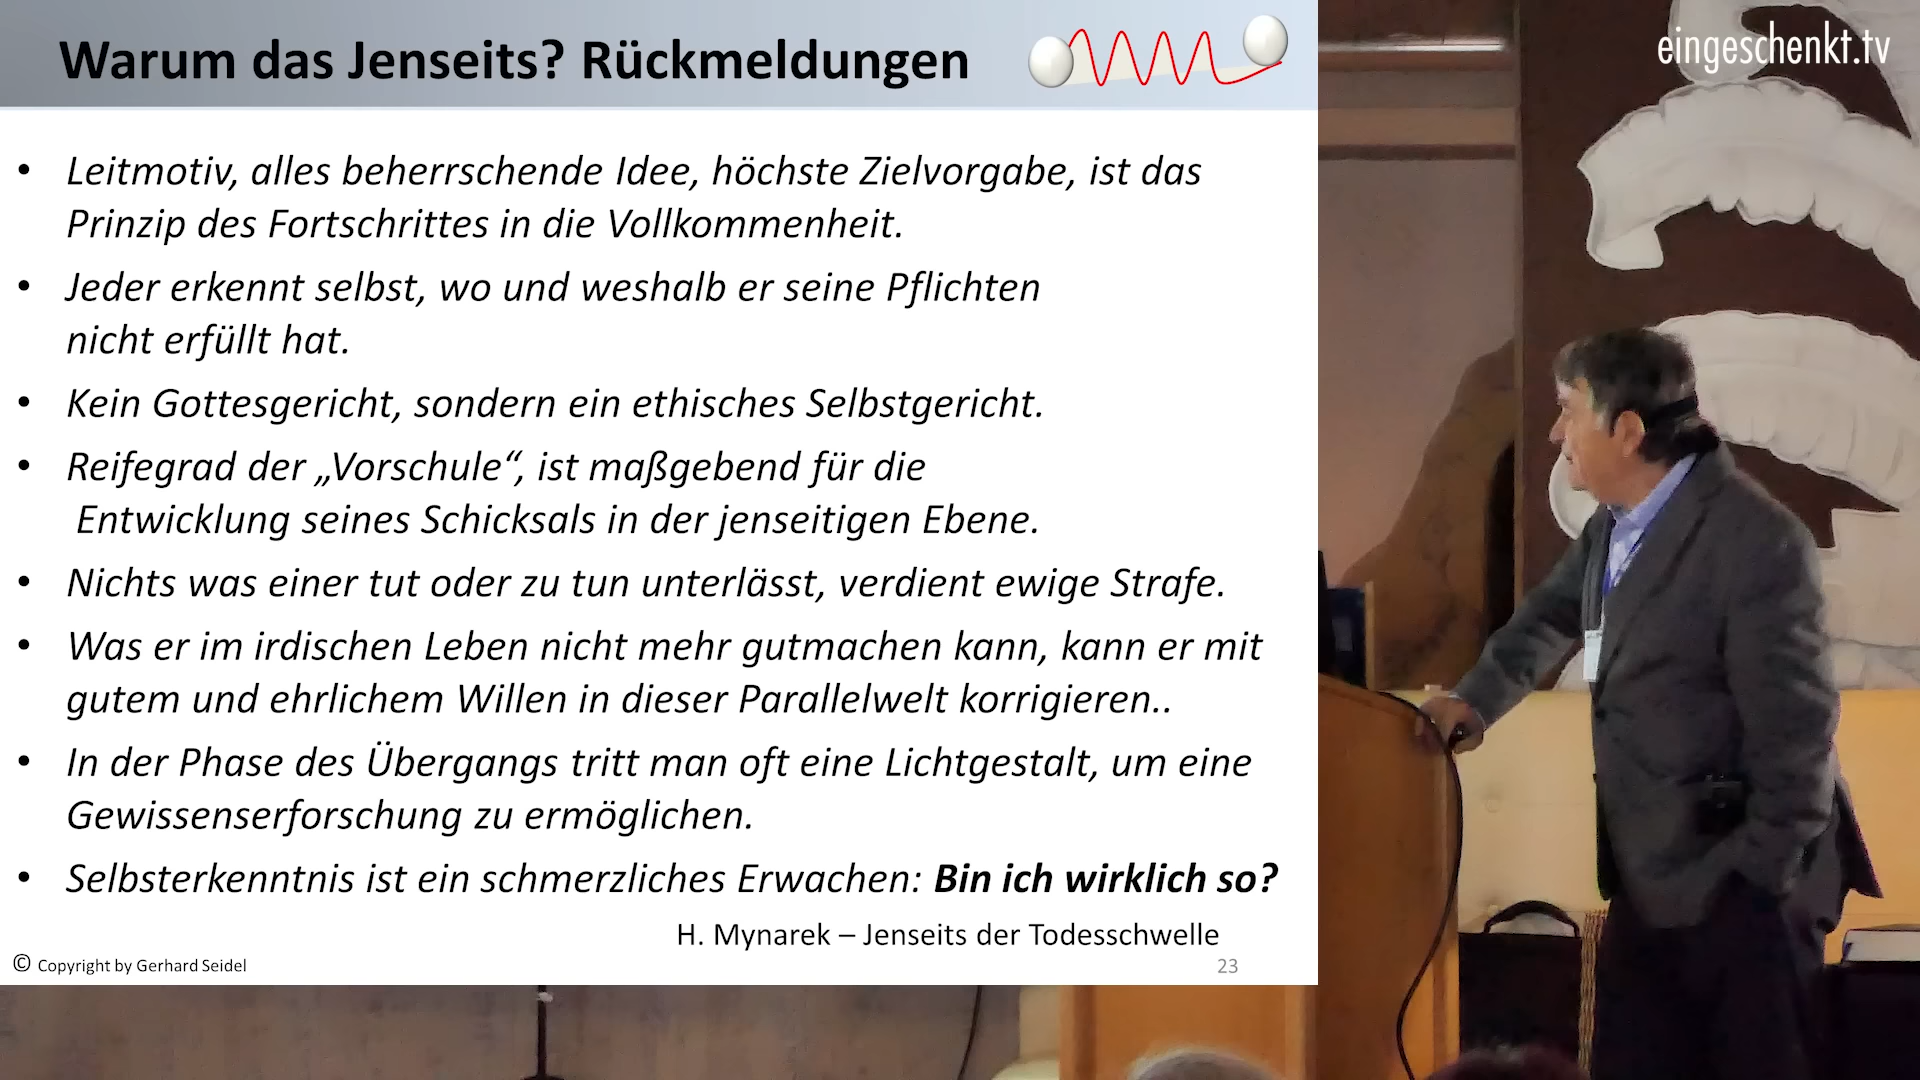 Warum das Jenseits? Rückmeldungen
eingeschenkt.tv
• Leitmotiv, alles beherrschende Idee, höchste Zielvorgabe, ist das
Prinzip des Fortschrittes in die Vollkommenheit.
• Jeder erkennt selbst, wo und weshalb er seine Pflichten
nicht erfüllt hat.
• Kein Gottesgericht, sondern ein ethisches Selbstgericht.
• Reifegrad der „Vorschule“, ist maßgebend für die
Entwicklung seines Schicksals in der jenseitigen Ebene.
• Nichts was einer tut oder zu tun unterlässt, verdient ewige Strafe.
• Was er im irdischen Leben nicht mehr gutmachen kann, kann er mit
gutem und ehrlichem Willen in dieser Parallelwelt korrigieren..
• In der Phase des Übergangs tritt man oft eine Lichtgestalt, um eine
Gewissenserforschung zu ermöglichen.
• Selbsterkenntnis ist ein schmerzliches Erwachen: Bin ich wirklich so?
H. Mynarek – Jenseits der Todesschwelle
© Copyright by Gerhard Seidel
23